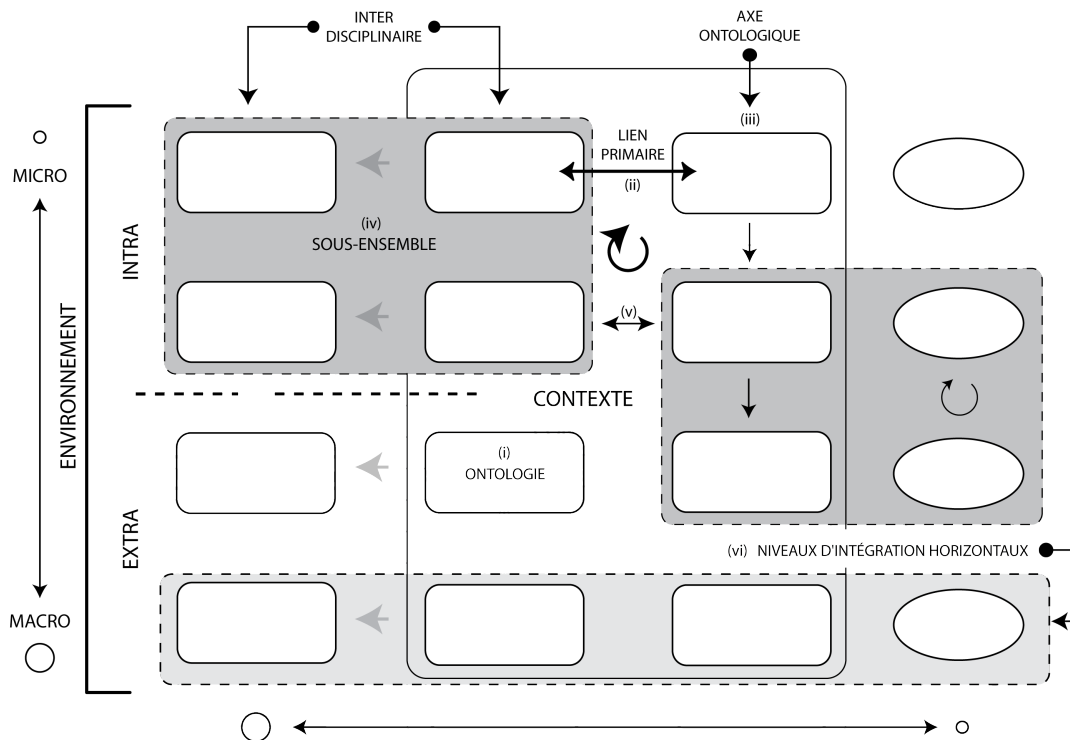 INTER
DISCIPLINAIRE
AXE
ONTOLOGIQUE
(iii)
MICRO
LIEN
PRIMAIRE
(ii)
(iv)
SOUS-ENSEMBLE
INTRA
(v)
ENVIRONNEMENT
CONTEXTE
(i)
ONTOLOGIE
EXTRA
(vi) NIVEAUX D'INTÉGRATION HORIZONTAUX
MACRO